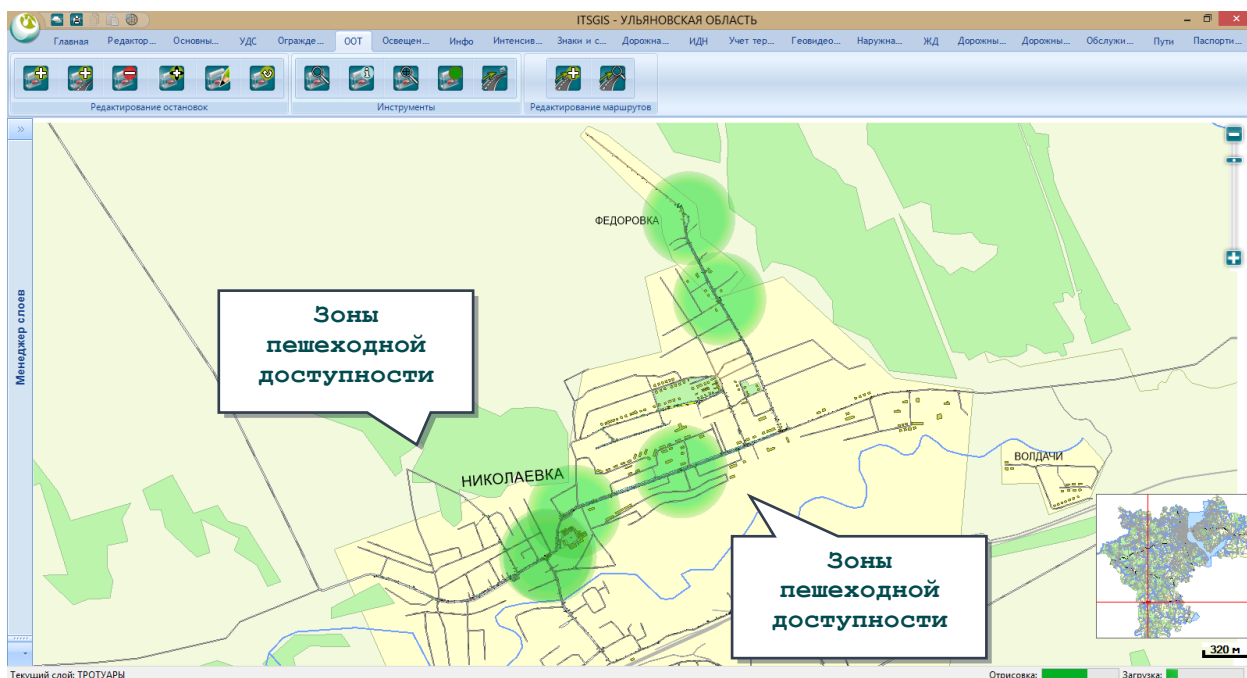 ITSGIS - УЛЬЯНОВСКАЯ ОБЛАСТЬ
Главная Редактор... Основны... УДС Огражде... ООТ Освещен... Инфо Интенсив... Знаки и с... Дорожна... ИДН Учет тер... Геовидео... Наружна... ЖД Дорожны... Дорожны... Обслужи... Пути Паспорти...
Редактирование остановок Инструменты Редактирование маршрутов
Менеджер слоев
ФЕДОРОВКА
Зоны
пешеходной
доступности
НИКОЛАЕВКА
ВОЛДАЧИ
Зоны
пешеходной
доступности
320 м
Текущий слой: ТРОТУАРЫ Отрисовка: Загрузка: